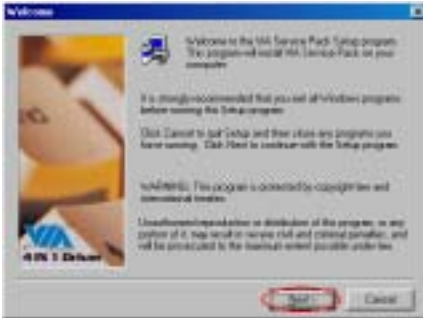 Welcome
Welcome to the VIA Service Pack Setup program.
This program will install VIA Service Pack on your
computer.
It is strongly recommended that you exit all Windows programs
before running this Setup program.
Click Cancel to quit Setup and then close any programs you
have running. Click Next to continue with the Setup program.
WARNING: This program is protected by copyright law and
international treaties.
Unauthorized reproduction or distribution of this program, or any
portion of it, may result in severe civil and criminal penalties, and
will be prosecuted to the maximum extent possible under law.
VIA
4 IN 1 Driver
Next >
Cancel